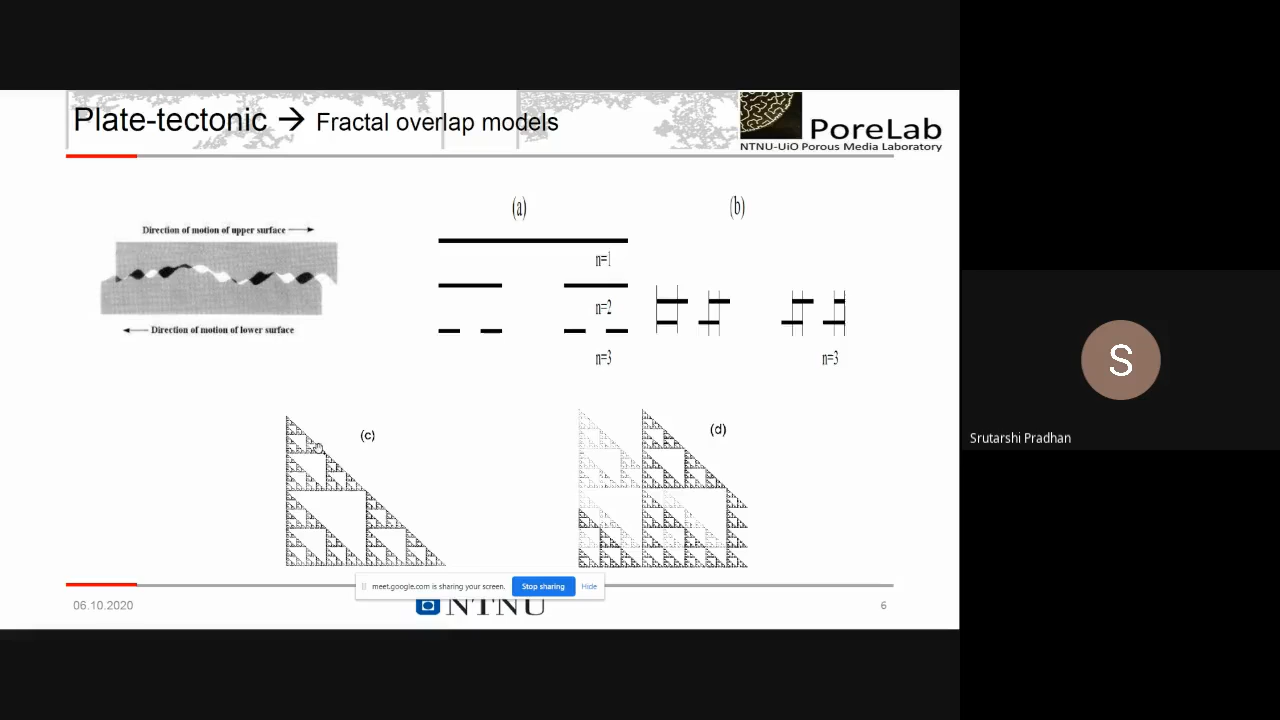 Plate-tectonic → Fractal overlap models
PoreLab
NTNU-UiO Porous Media Laboratory
Direction of motion of upper surface
Direction of motion of lower surface
(a)
n=1
n=2
n=3
(b)
n=3
(c)
(d)
meet.google.com is sharing your screen.
Stop sharing
Hide
06.10.2020
NTNU
6
S
Srutarshi Pradhan